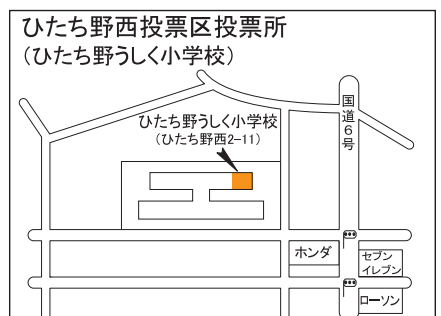 ひたち野西投票区投票所
(ひたち野うしく小学校)
国道6号
ひたち野うしく小学校
(ひたち野西2-11)
ホンダ
セブン
イレブン
ローソン